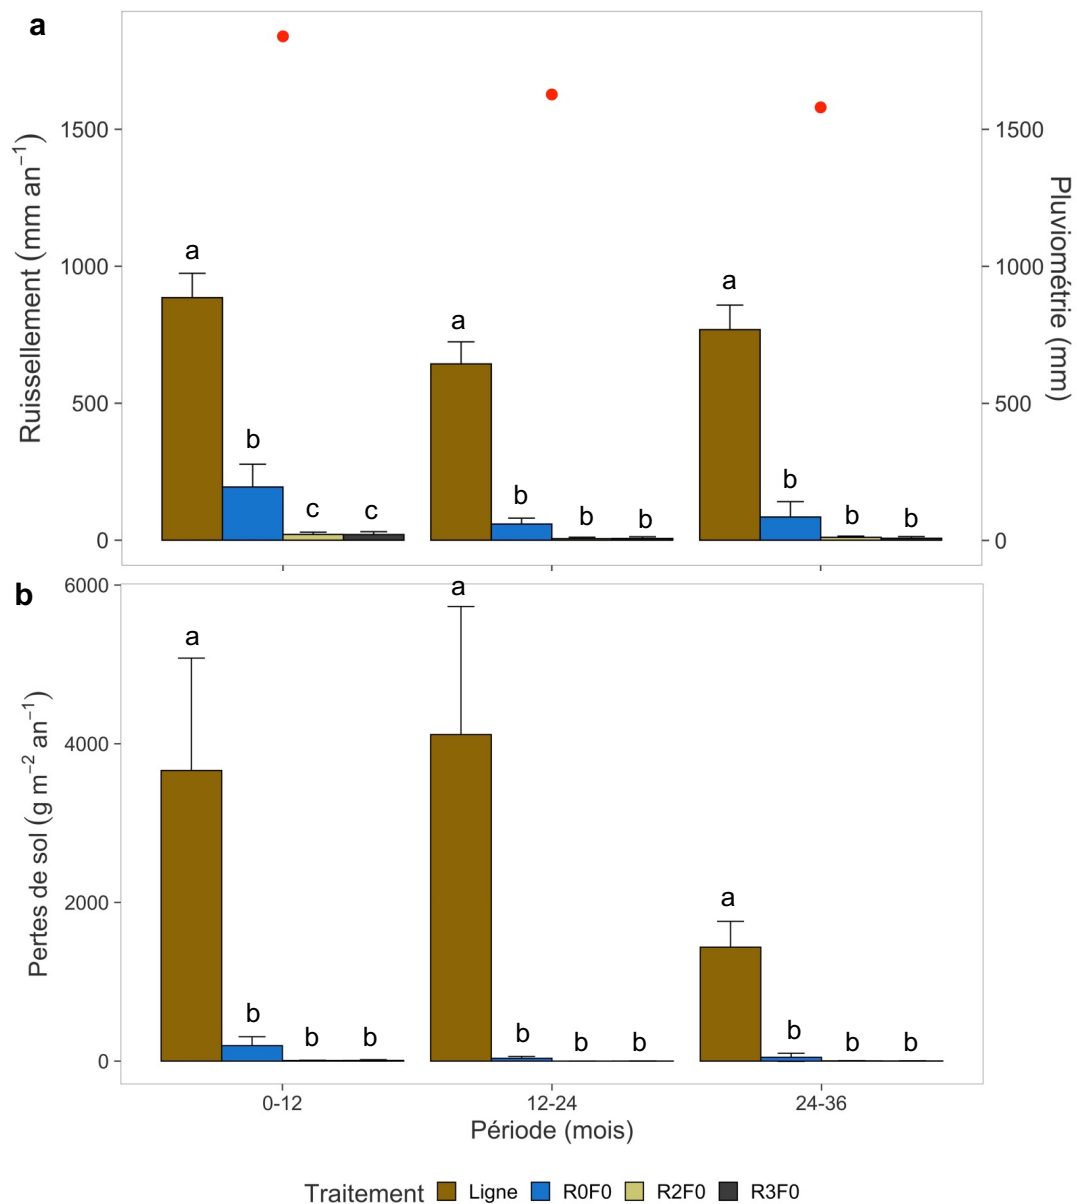 a
Ruissellement (mm an⁻¹)
Pluviométrie (mm)
1500
1000
500
0
1500
1000
500
0
a
b
c
c
a
b
b
b
a
b
b
b
b
Pertes de sol (g m⁻² an⁻¹)
6000
4000
2000
0
a
b
b
b
a
b
b
b
a
b
b
b
0-12
12-24
24-36
Période (mois)
Traitement Ligne R0F0 R2F0 R3F0